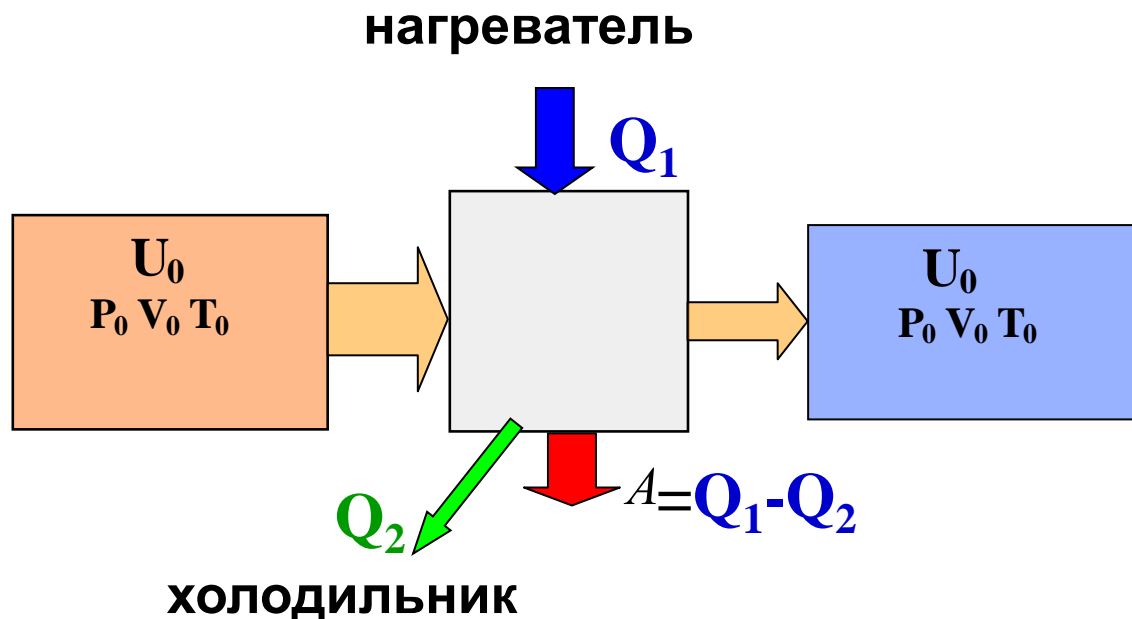 нагреватель
Q₁
U₀
P₀ V₀ T₀
U₀
P₀ V₀ T₀
Q₂
A=Q₁-Q₂
холодильник